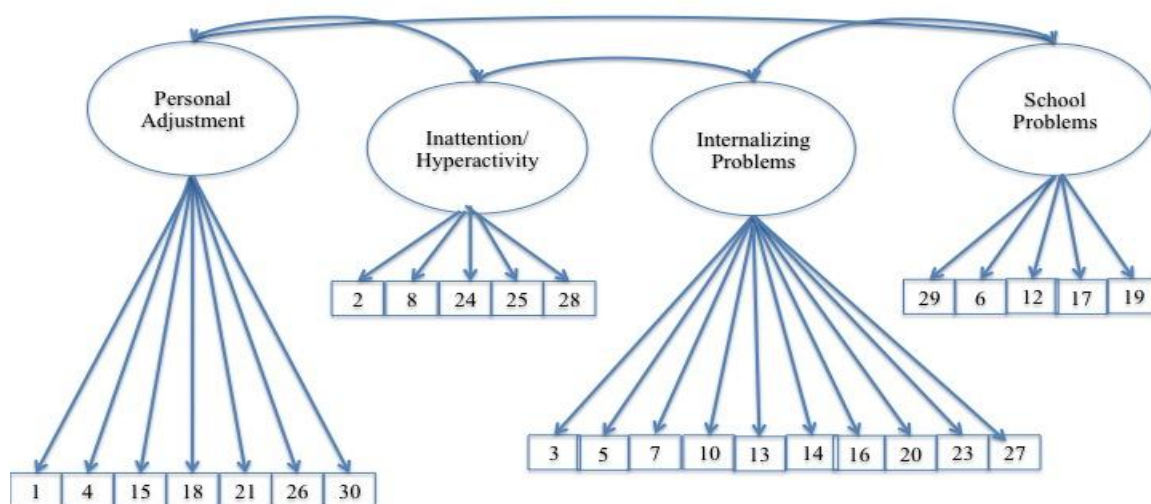 Personal
Adjustment
Inattention/
Hyperactivity
Internalizing
Problems
School
Problems
2 8 24 25 28
29 6 12 17 19
3 5 7 10 13 14 16 20 23 27
1 4 15 18 21 26 30